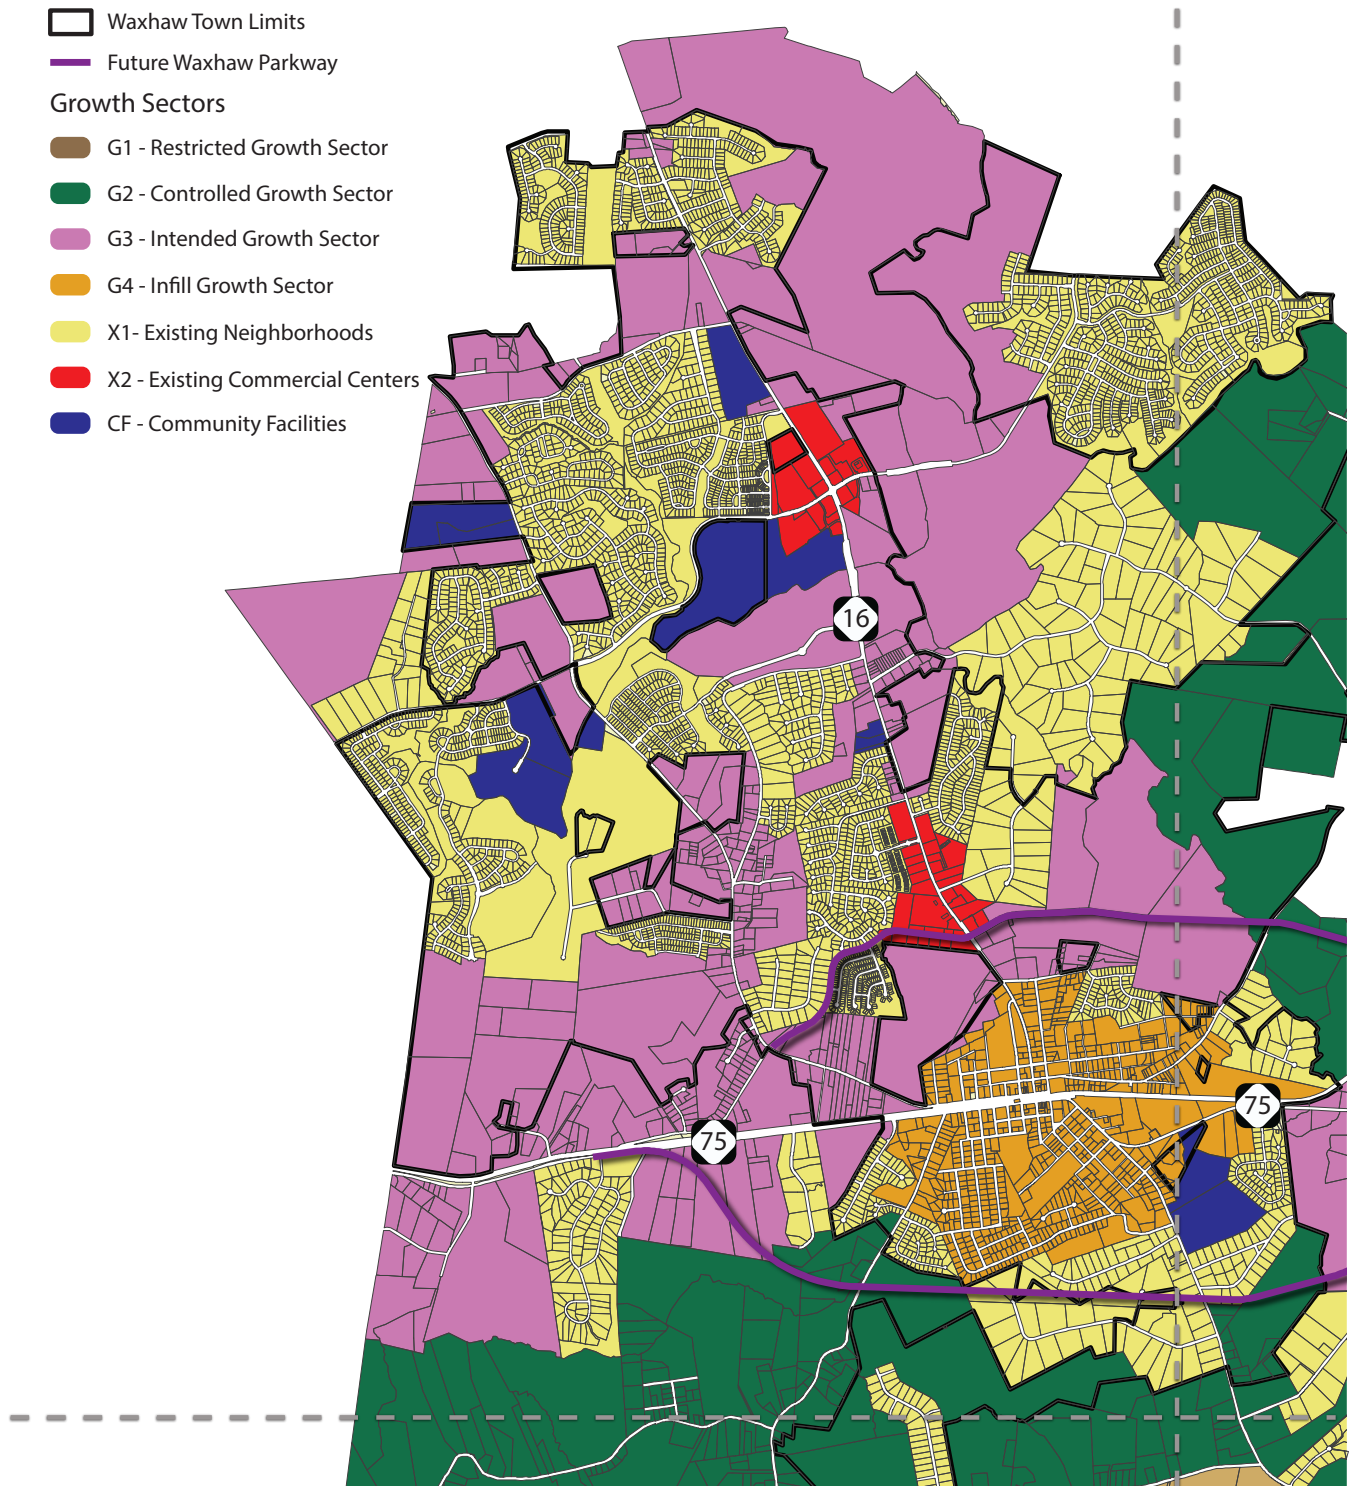 Waxhaw Town Limits
Future Waxhaw Parkway
Growth Sectors
G1 - Restricted Growth Sector
G2 - Controlled Growth Sector
G3 - Intended Growth Sector
G4 - Infill Growth Sector
X1- Existing Neighborhoods
X2 - Existing Commercial Centers
CF - Community Facilities
16
75
75